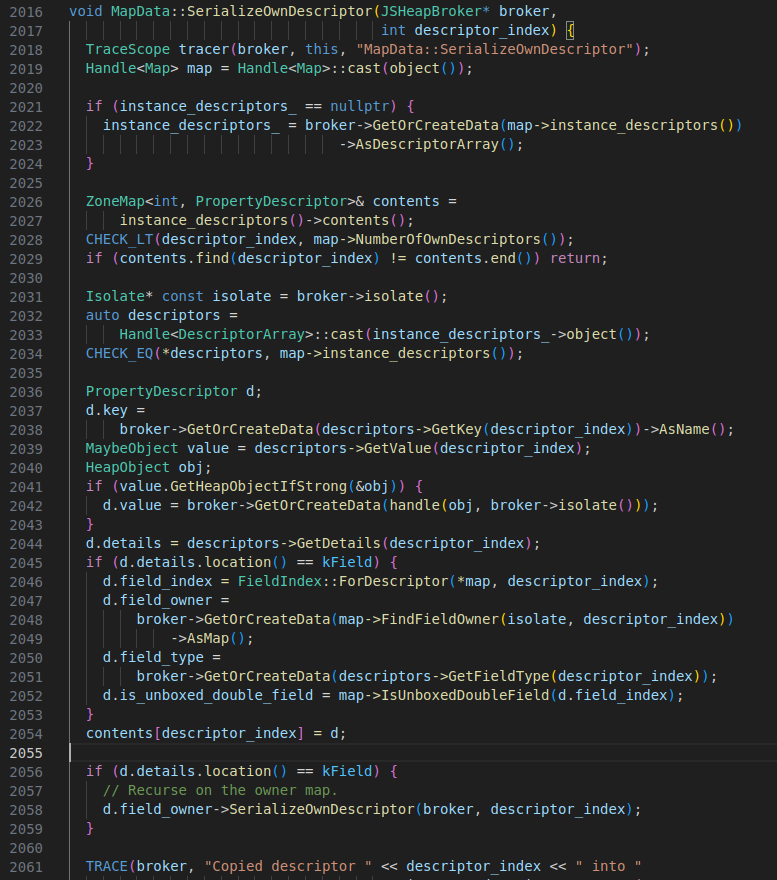 2016 void MapData::SerializeOwnDescriptor(JSHeapBroker* broker,
2017 int descriptor_index) {
2018 TraceScope tracer(broker, this, "MapData::SerializeOwnDescriptor");
2019 Handle<Map> map = Handle<Map>::cast(object());
2020
2021 if (instance_descriptors_ == nullptr) {
2022 instance_descriptors_ = broker->GetOrCreateData(map->instance_descriptors())
2023 ->AsDescriptorArray();
2024 }
2025
2026 ZoneMap<int, PropertyDescriptor>& contents =
2027 instance_descriptors()->contents();
2028 CHECK_LT(descriptor_index, map->NumberOfOwnDescriptors());
2029 if (contents.find(descriptor_index) != contents.end()) return;
2030
2031 Isolate* const isolate = broker->isolate();
2032 auto descriptors =
2033 Handle<DescriptorArray>::cast(instance_descriptors_->object());
2034 CHECK_EQ(*descriptors, map->instance_descriptors());
2035
2036 PropertyDescriptor d;
2037 d.key =
2038 broker->GetOrCreateData(descriptors->GetKey(descriptor_index))->AsName();
2039 MaybeObject value = descriptors->GetValue(descriptor_index);
2040 HeapObject obj;
2041 if (value.GetHeapObjectIfStrong(&obj)) {
2042 d.value = broker->GetOrCreateData(handle(obj, broker->isolate()));
2043 }
2044 d.details = descriptors->GetDetails(descriptor_index);
2045 if (d.details.location() == kField) {
2046 d.field_index = FieldIndex::ForDescriptor(*map, descriptor_index);
2047 d.field_owner =
2048 broker->GetOrCreateData(map->FindFieldOwner(isolate, descriptor_index))
2049 ->AsMap();
2050 d.field_type =
2051 broker->GetOrCreateData(descriptors->GetFieldType(descriptor_index));
2052 d.is_unboxed_double_field = map->IsUnboxedDoubleField(d.field_index);
2053 }
2054 contents[descriptor_index] = d;
2055
2056 if (d.details.location() == kField) {
2057 // Recurse on the owner map.
2058 d.field_owner->SerializeOwnDescriptor(broker, descriptor_index);
2059 }
2060
2061 TRACE(broker, "Copied descriptor " << descriptor_index << " into "